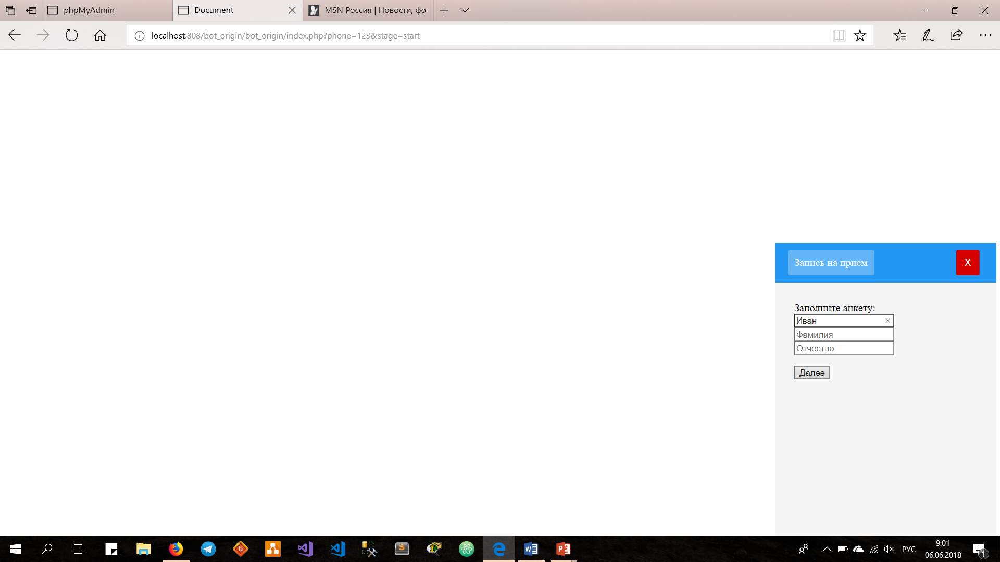 phpMyAdmin
Document
MSN Россия | Новости, фо
localhost:808/bot_origin/bot_origin/index.php?phone=123&stage=start
Запись на прием
X
Заполните анкету:
Иван
Фамилия
Отчество
Далее
РУС
9:01
06.06.2018
1